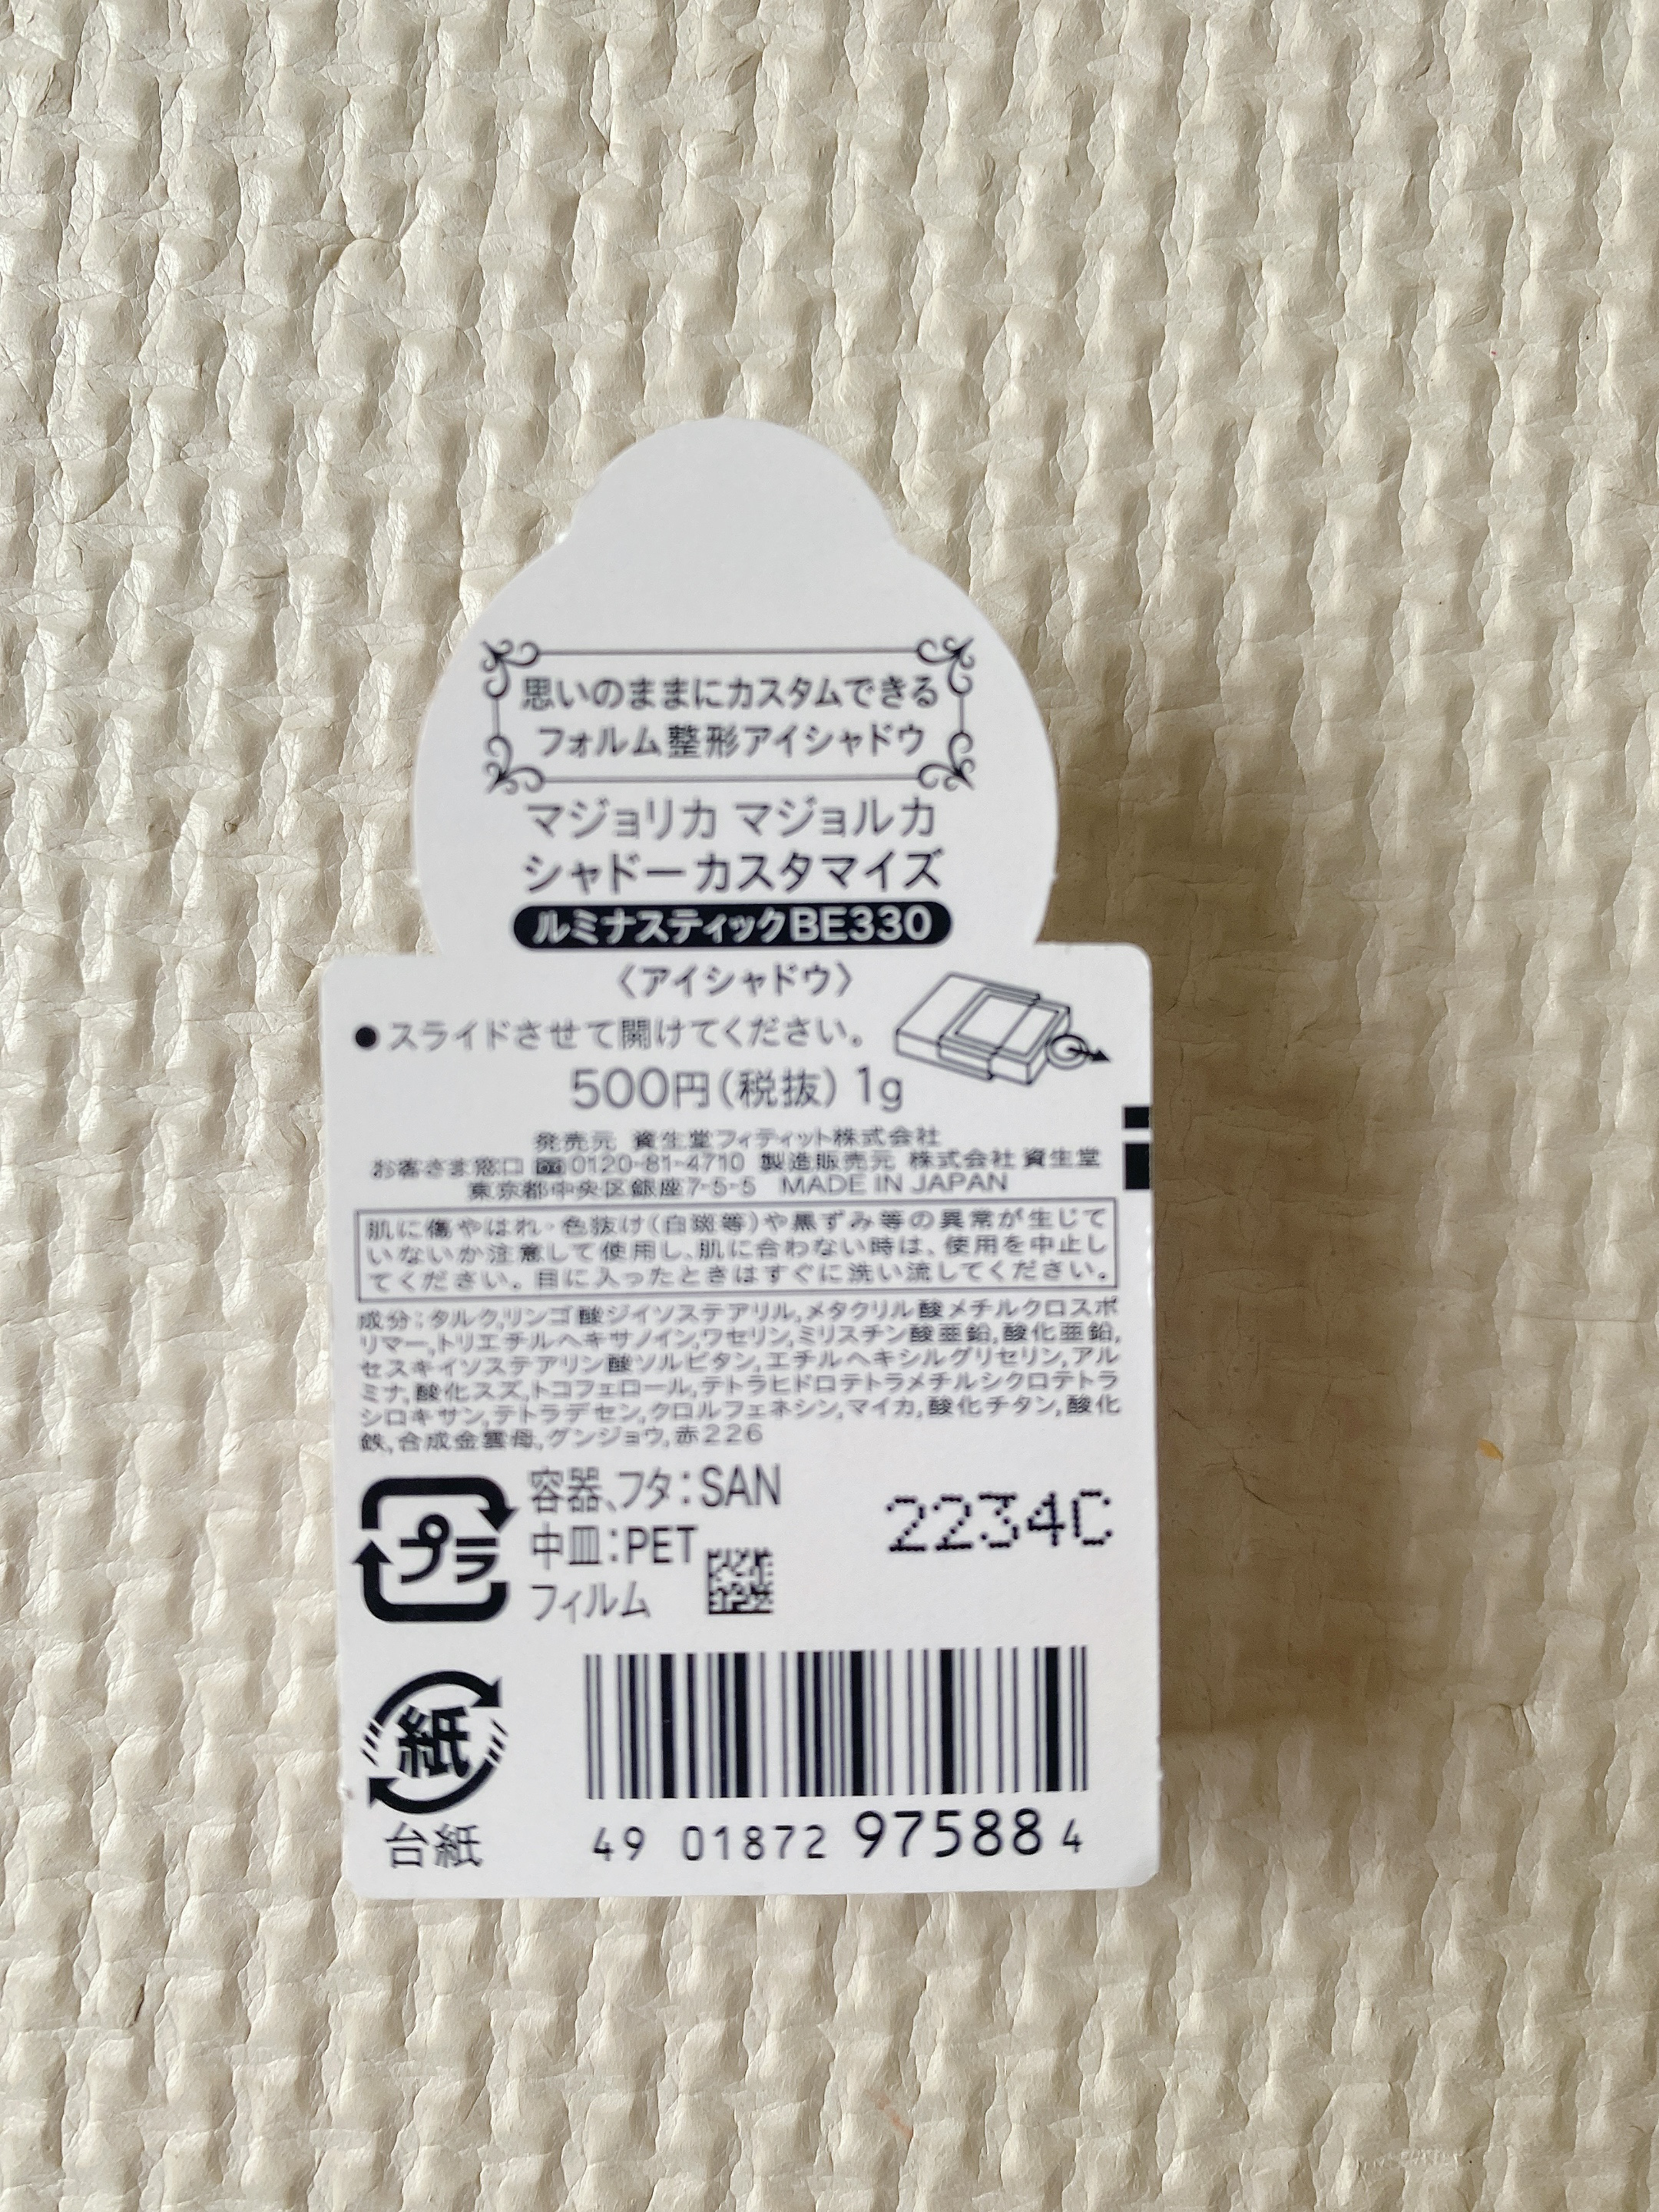 思いのままにカスタムできる
フォルム整形アイシャドウ
マジョリカ マジョルカ
シャドーカスタマイズ
ルミナスティックBE330
〈アイシャドウ〉
●スライドさせて開けてください。
500円(税抜) 1g
発売元 資生堂フィティット株式会社
お客さま窓口 0120-81-4710 製造販売元 株式会社 資生堂
東京都中央区銀座7-5-5 MADE IN JAPAN
肌に傷やはれ・色抜け(白斑等)や黒ずみ等の異常が生じて
いないか注意して使用し、肌に合わない時は、使用を中止し
てください。目に入ったときはすぐに洗い流してください。
成分:タルク,リンゴ酸ジイソステアリル,メタクリル酸メチルクロスポ
リマー,トリエチルヘキサノイン,ワセリン,ミリスチン酸亜鉛,酸化亜鉛,
セスキイソステアリン酸ソルビタン,エチルヘキシルグリセリン,アル
ミナ,酸化スズ,トコフェロール,テトラヒドロテトラメチルシクロテトラ
シロキサン,テトラデセン,クロルフェネシン,マイカ,酸化チタン,酸化
鉄,合成金雲母,グンジョウ,赤226
プラ
容器、フタ:SAN
中皿:PET
フィルム
2234C
紙
台紙
49 01872 97588 4